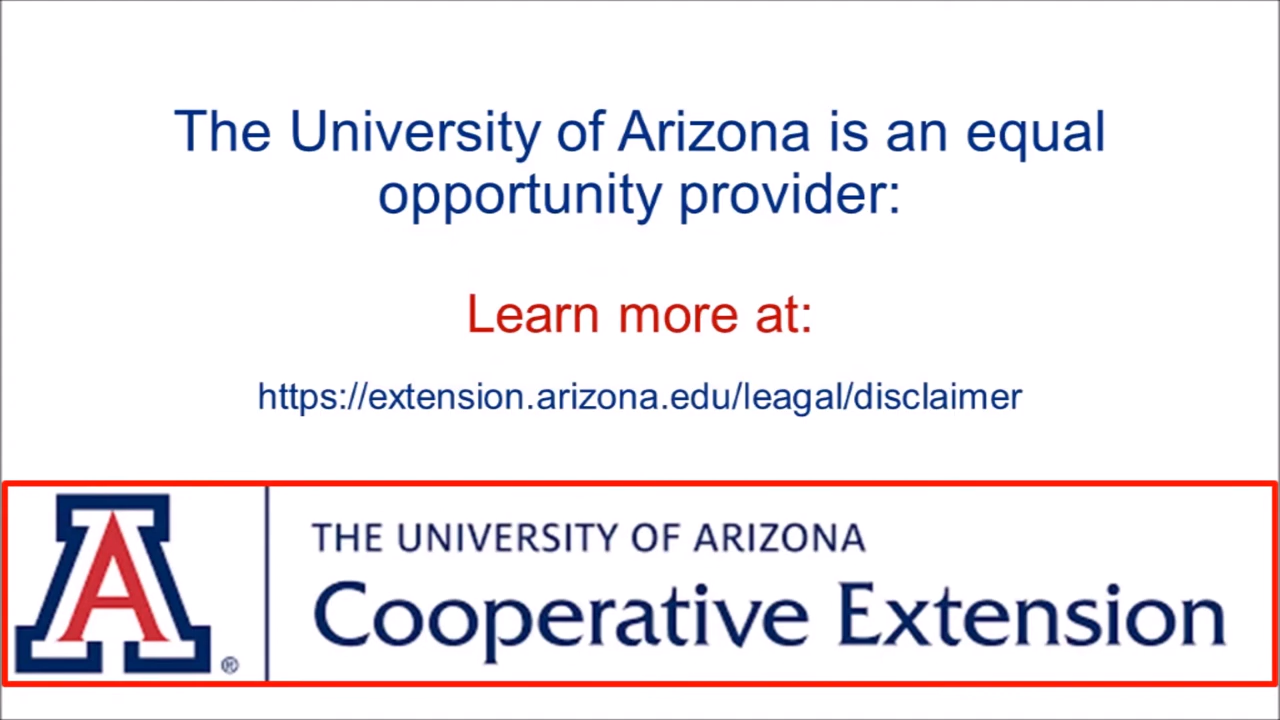 The University of Arizona is an equal
opportunity provider:
Learn more at:
https://extension.arizona.edu/leagal/disclaimer
A ®
THE UNIVERSITY OF ARIZONA
Cooperative Extension